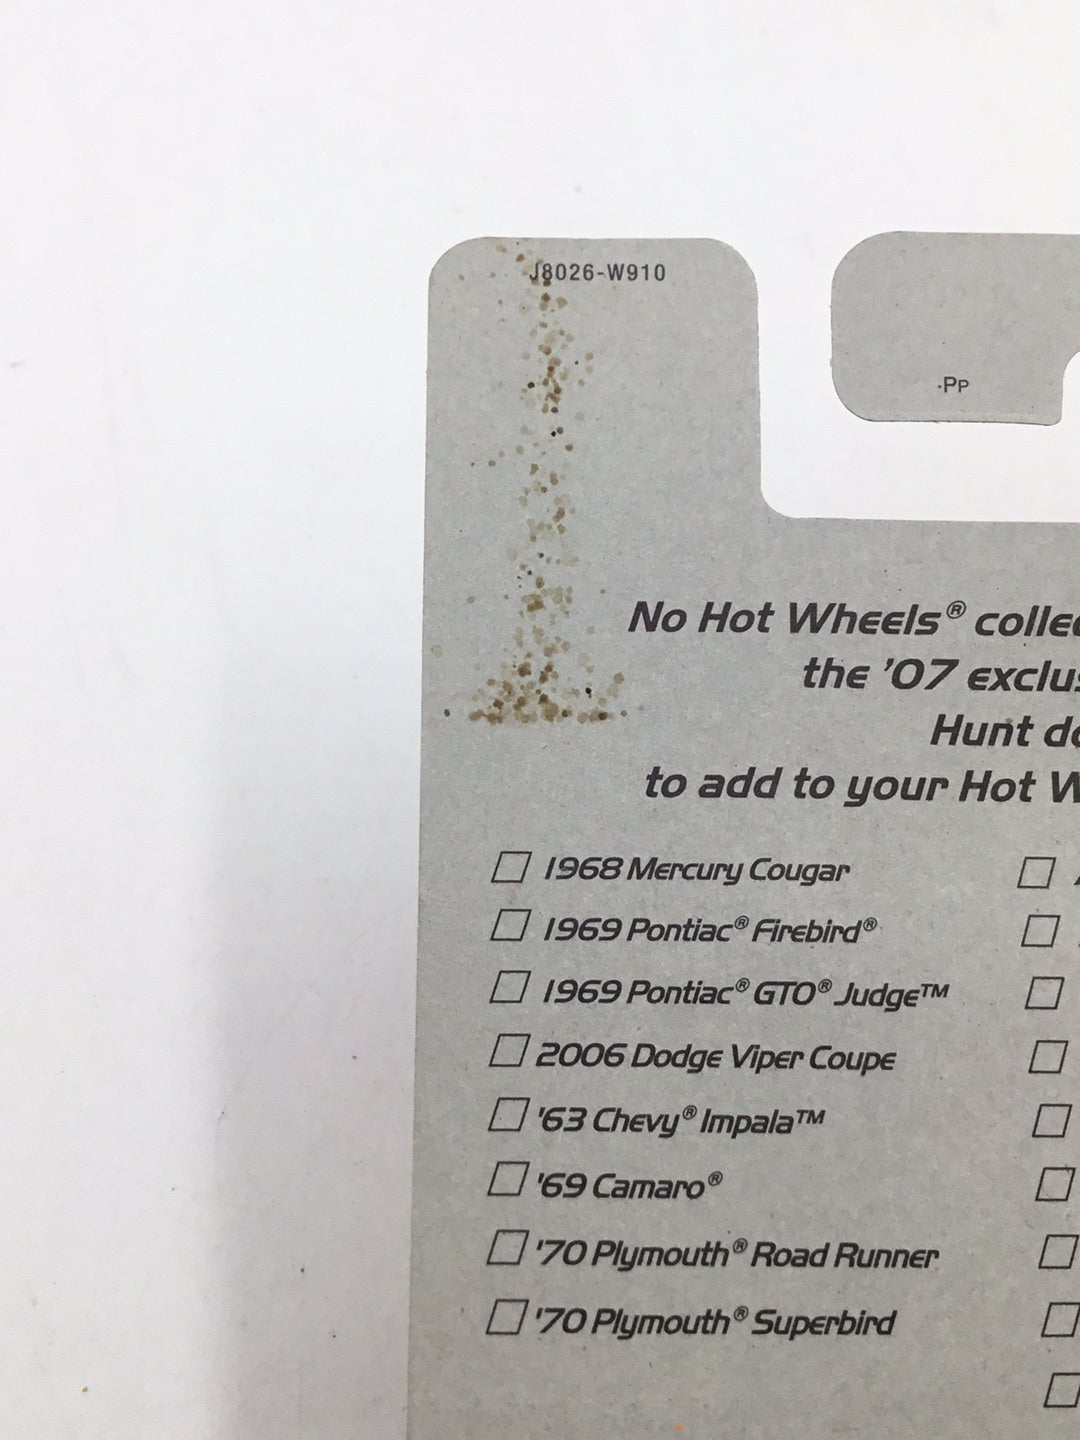 J8026-W910
·PP
No Hot Wheels®
the '07
Hunt
to add to your Hot
1968 Mercury Cougar
1969 Pontiac® Firebird®
1969 Pontiac® GTO® Judge™
2006 Dodge Viper Coupe
'63 Chevy® Impala™
'69 Camaro®
'70 Plymouth® Road Runner
'70 Plymouth® Superbird